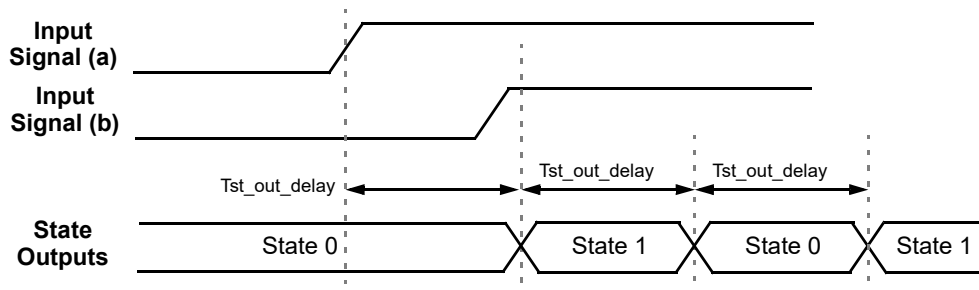 Input
Signal (a)
Input
Signal (b)
Tst_out_delay
Tst_out_delay
Tst_out_delay
State
Outputs
State 0
State 1
State 0
State 1